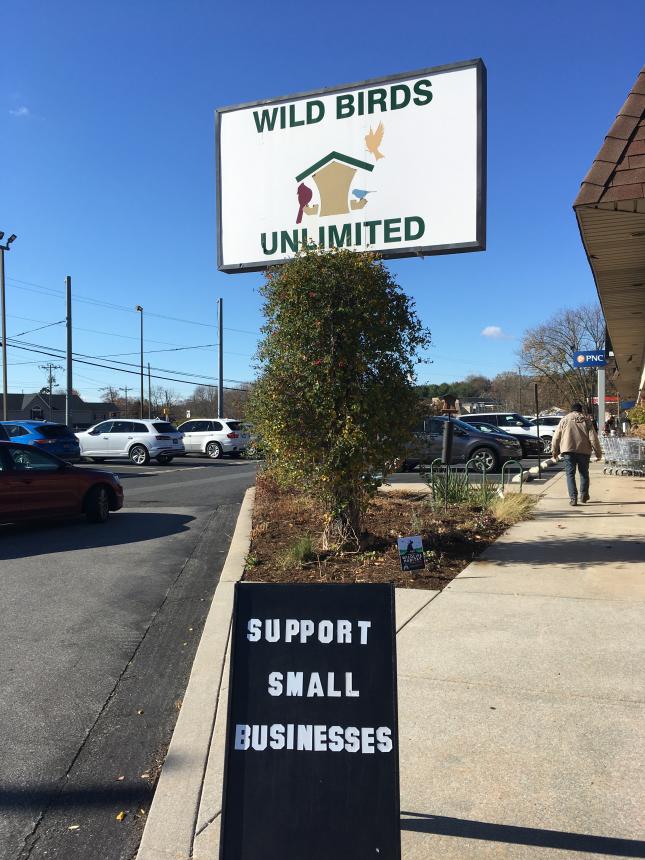 WILD BIRDS
UNLIMITED
PNC
SUPPORT
SMALL
BUSINESSES